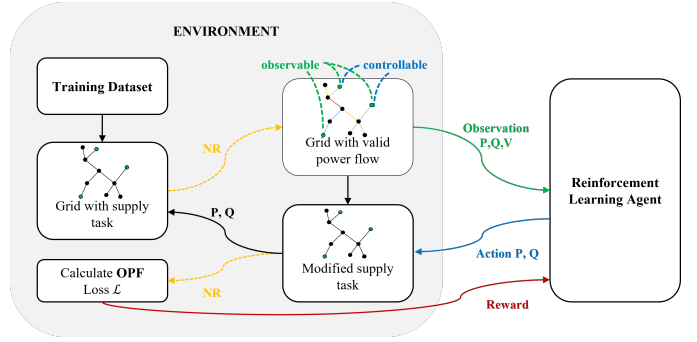 ENVIRONMENT
observable
controllable
Training Dataset
NR
Grid with valid
power flow
Observation
P,Q,V
Grid with supply
task
P, Q
Reinforcement
Learning Agent
Modified supply
task
Action P, Q
Calculate OPF
Loss ℒ
NR
Reward